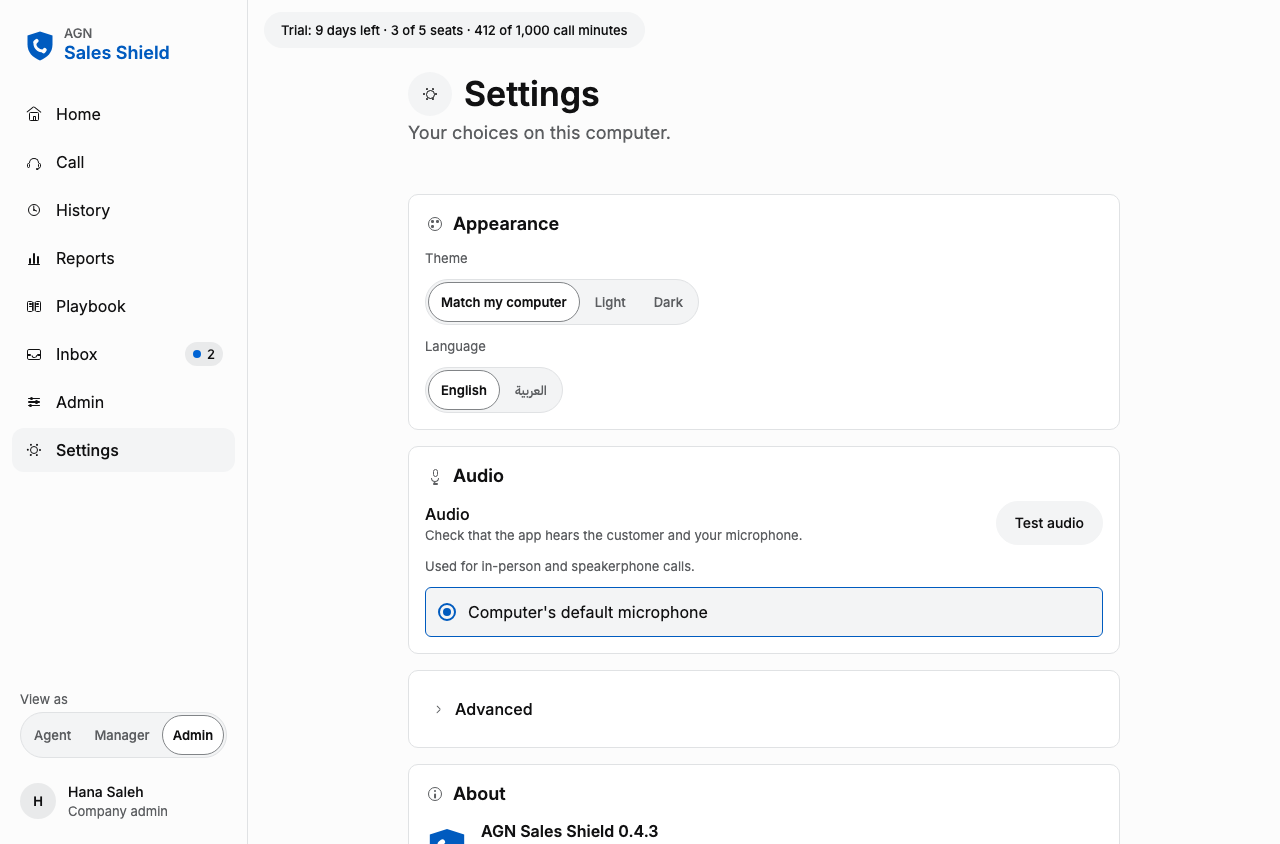 AGN
Sales Shield
Home
Call
History
Reports
Playbook
Inbox 2
Admin
Settings
View as
Agent Manager Admin
H
Hana Saleh
Company admin
Trial: 9 days left · 3 of 5 seats · 412 of 1,000 call minutes
Settings
Your choices on this computer.
Appearance
Theme
Match my computer Light Dark
Language
English العربية
Audio
Audio
Check that the app hears the customer and your microphone.
Test audio
Used for in-person and speakerphone calls.
Computer's default microphone
Advanced
About
AGN Sales Shield 0.4.3